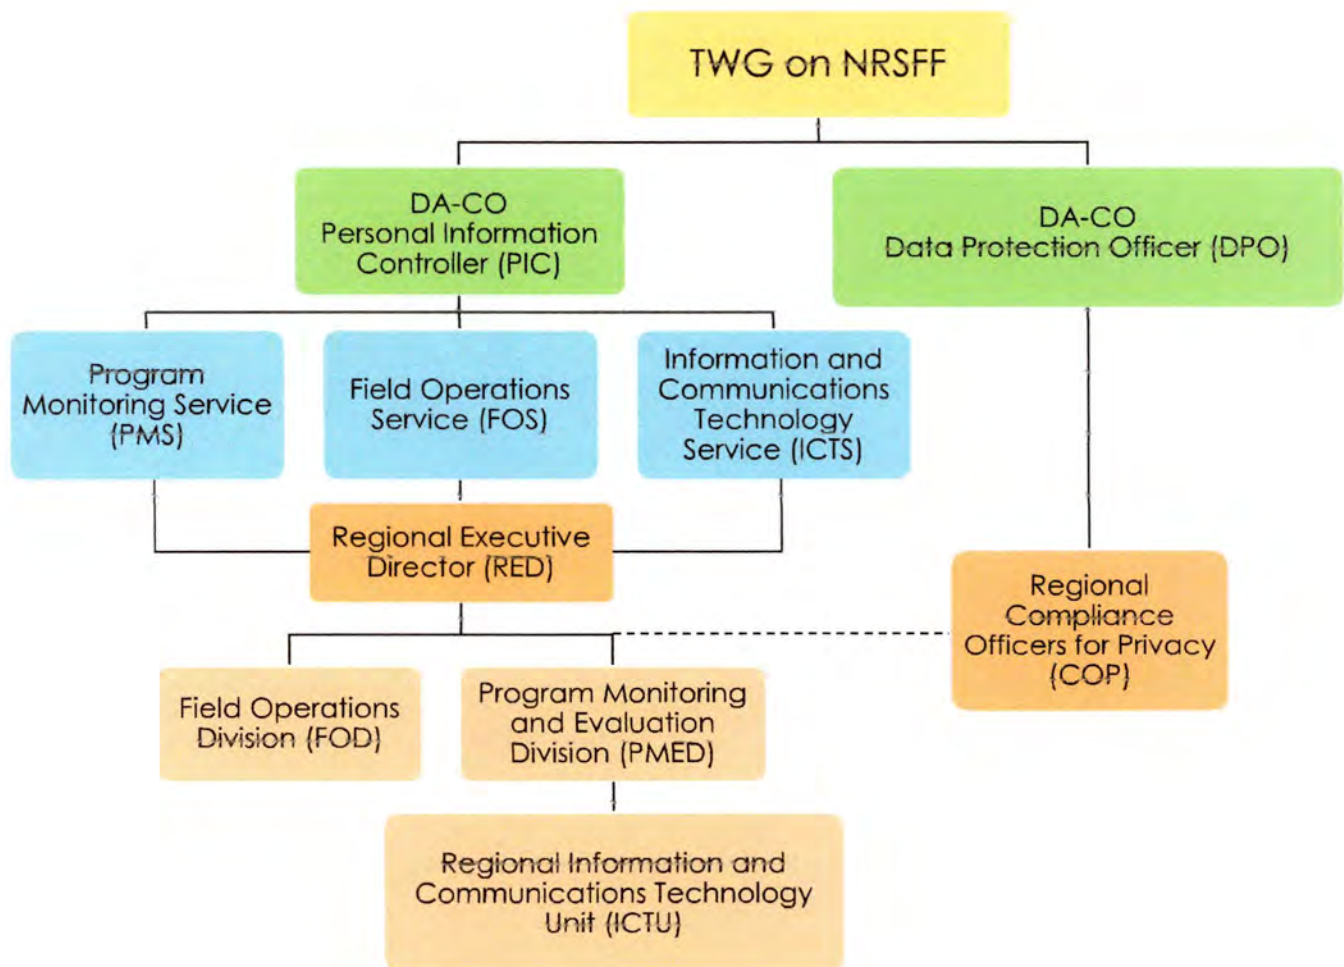 TWG on NRSFF
DA-CO
Personal Information
Controller (PIC)
DA-CO
Data Protection Officer (DPO)
Program
Monitoring Service
(PMS)
Field Operations
Service (FOS)
Information and
Communications
Technology
Service (ICTS)
Regional Executive
Director (RED)
Regional
Compliance
Officers for Privacy
(COP)
Field Operations
Division (FOD)
Program Monitoring
and Evaluation
Division (PMED)
Regional Information and
Communications Technology
Unit (ICTU)